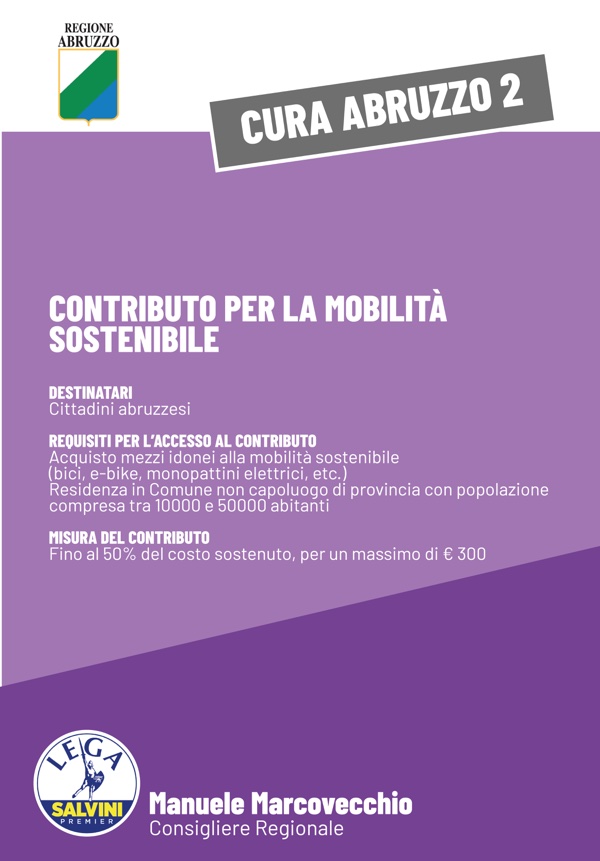 REGIONE
ABRUZZO
CURA ABRUZZO 2
CONTRIBUTO PER LA MOBILITÀ
SOSTENIBILE
DESTINATARI
Cittadini abruzzesi
REQUISITI PER L'ACCESSO AL CONTRIBUTO
Acquisto mezzi idonei alla mobilità sostenibile
(bici, e-bike, monopattini elettrici, etc.)
Residenza in Comune non capoluogo di provincia con popolazione
compresa tra 10000 e 50000 abitanti
MISURA DEL CONTRIBUTO
Fino al 50% del costo sostenuto, per un massimo di € 300
LEGA
SALVINI
PREMIER
Manuele Marcovecchio
Consigliere Regionale